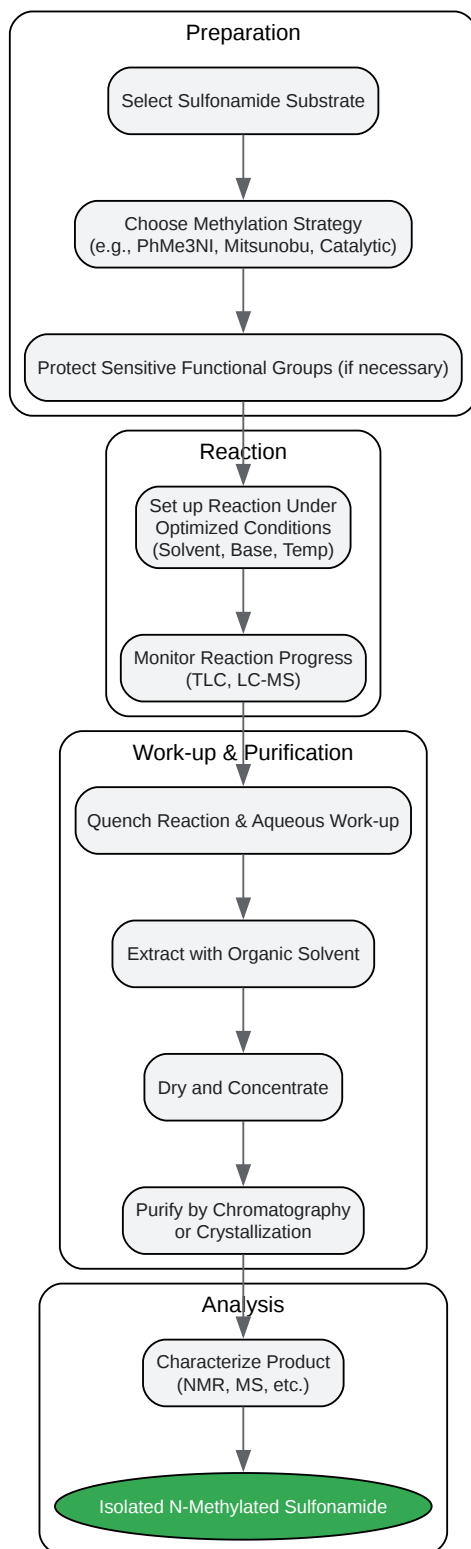 Preparation
Select Sulfonamide Substrate
Choose Methylation Strategy
(e.g., PhMe3NI, Mitsunobu, Catalytic)
Protect Sensitive Functional Groups (if necessary)
Reaction
Set up Reaction Under
Optimized Conditions
(Solvent, Base, Temp)
Monitor Reaction Progress
(TLC, LC-MS)
Work-up & Purification
Quench Reaction & Aqueous Work-up
Extract with Organic Solvent
Dry and Concentrate
Purify by Chromatography
or Crystallization
Analysis
Characterize Product
(NMR, MS, etc.)
Isolated N-Methylated Sulfonamide